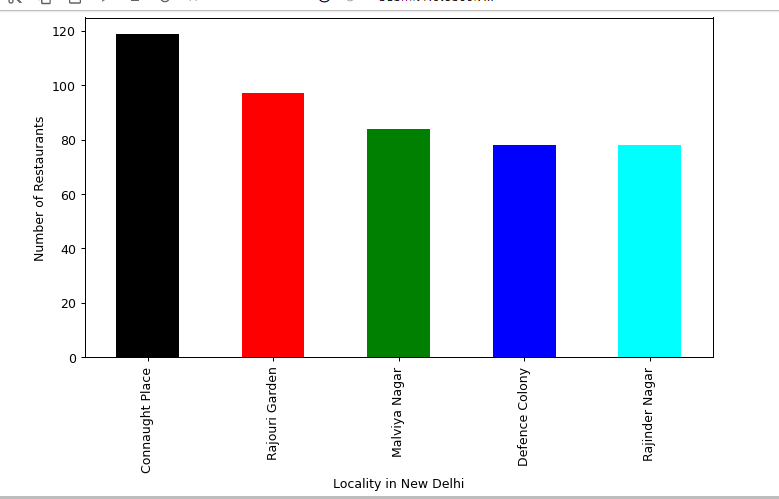 120
100
80
60
40
20
0
Number of Restaurants
Connaught Place
Rajouri Garden
Malviya Nagar
Defence Colony
Rajinder Nagar
Locality in New Delhi